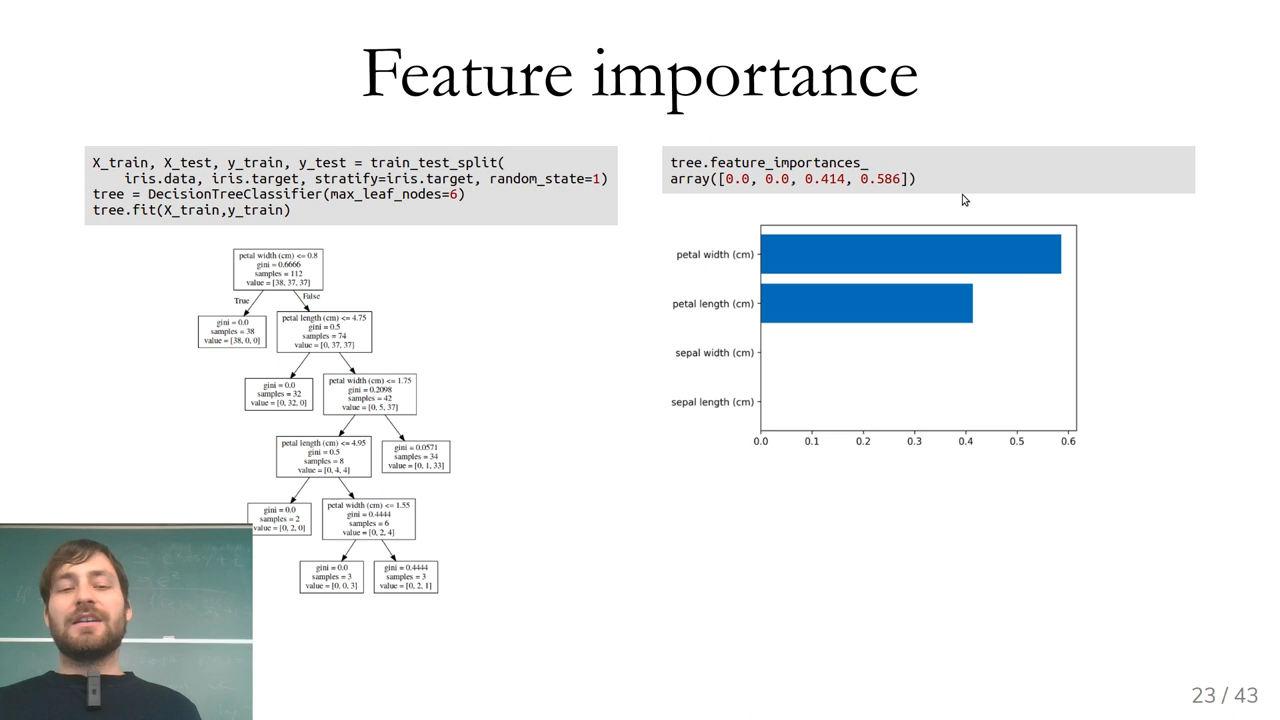 Feature importance
X_train, X_test, y_train, y_test = train_test_split(
iris.data, iris.target, stratify=iris.target, random_state=1)
tree = DecisionTreeClassifier(max_leaf_nodes=6)
tree.fit(X_train,y_train)
petal width (cm) <= 0.8
gini = 0.6666
samples = 112
value = [38, 37, 37]
True
False
gini = 0.0
samples = 38
value = [38, 0, 0]
petal length (cm) <= 4.75
gini = 0.5
samples = 74
value = [0, 37, 37]
gini = 0.0
samples = 32
value = [0, 32, 0]
petal width (cm) <= 1.75
gini = 0.2098
samples = 42
value = [0, 5, 37]
petal length (cm) <= 4.95
gini = 0.5
samples = 8
value = [0, 4, 4]
gini = 0.0571
samples = 34
value = [0, 1, 33]
gini = 0.0
samples = 2
value = [0, 2, 0]
petal width (cm) <= 1.55
gini = 0.4444
samples = 6
value = [0, 2, 4]
gini = 0.0
samples = 3
value = [0, 0, 3]
gini = 0.4444
samples = 3
value = [0, 2, 1]
tree.feature_importances_
array([0.0, 0.0, 0.414, 0.586])
petal width (cm)
petal length (cm)
sepal width (cm)
sepal length (cm)
0.0 0.1 0.2 0.3 0.4 0.5 0.6
23 / 43